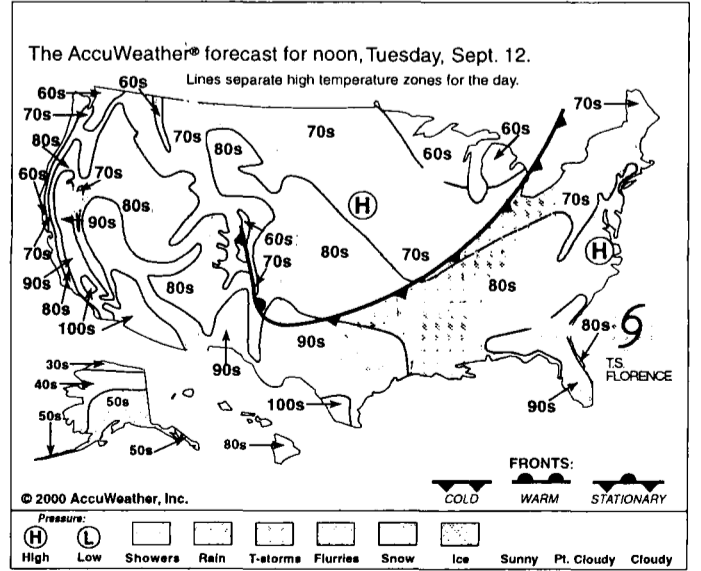 The AccuWeather® forecast for noon, Tuesday, Sept. 12.
Lines separate high temperature zones for the day.
60s 60s 70s
70s 70s 70s 60s
80s 80s 60s
60s 70s 70s
90s 80s H
60s 80s 70s H
70s 70s
90s 80s 80s
80s 80s
100s 90s T.S.
FLORENCE
30s 90s
40s 100s 90s
50s 50s
50s 80s
FRONTS:
© 2000 AccuWeather, Inc. COLD WARM STATIONARY
Pressure:
H L
High Low Showers Rain T-storms Flurries Snow Ice Sunny Pt. Cloudy Cloudy